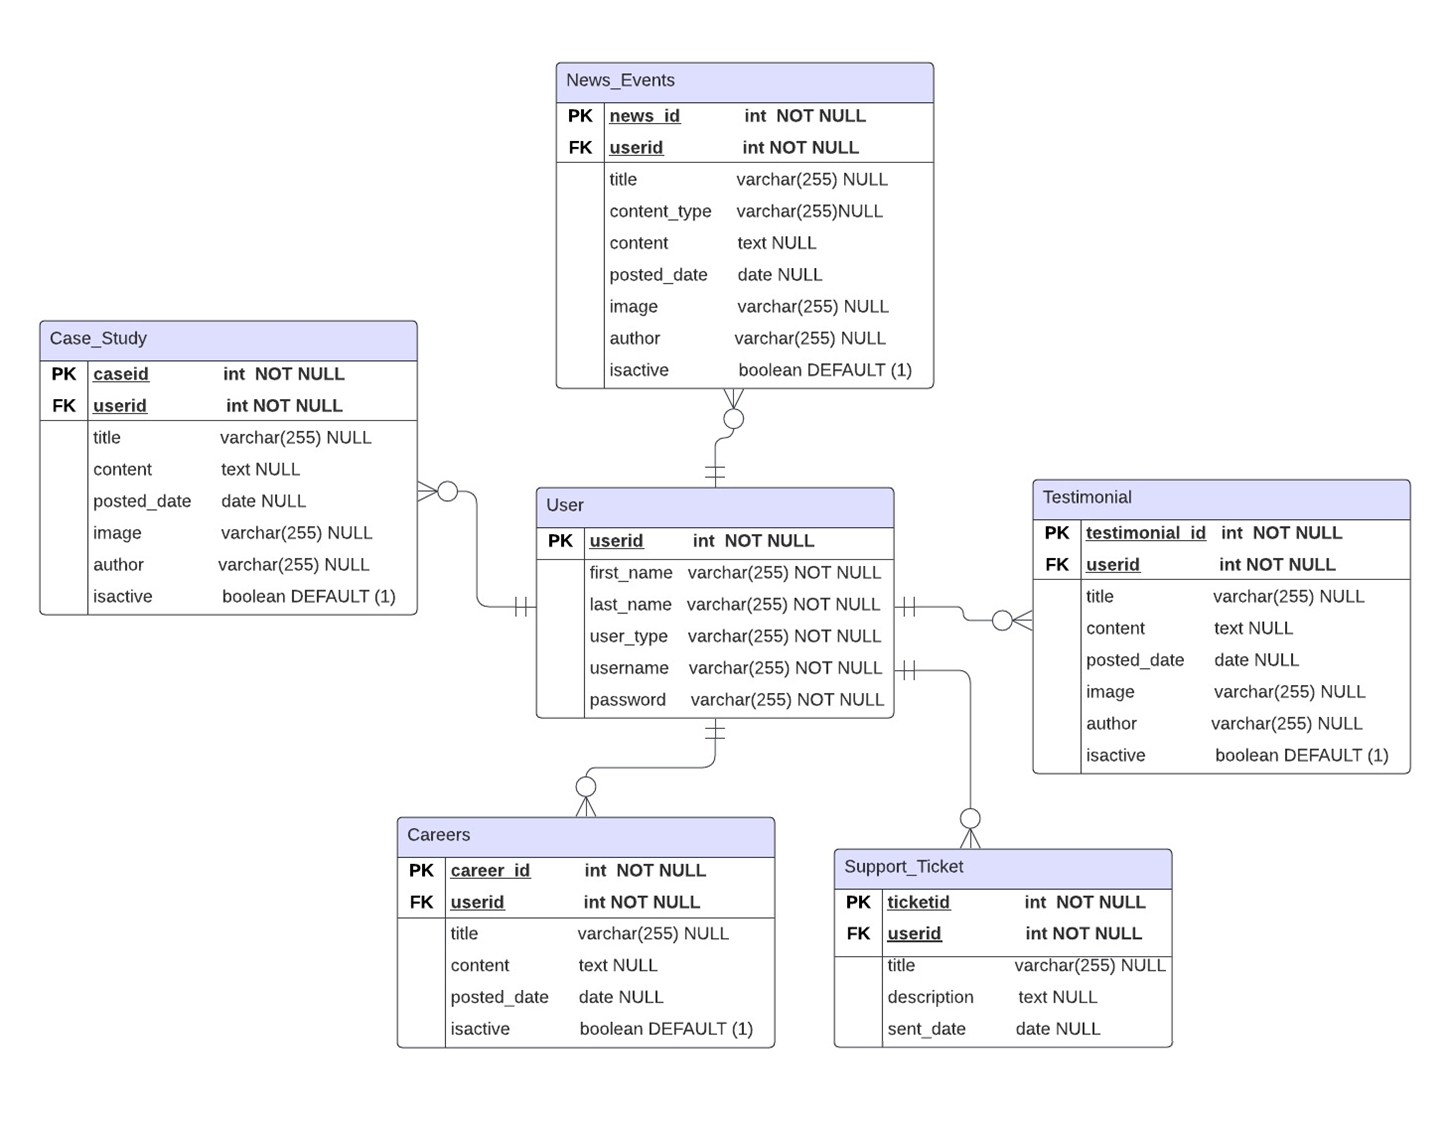 News_Events
PK news_id int NOT NULL
FK userid int NOT NULL
title varchar(255) NULL
content_type varchar(255)NULL
content text NULL
posted_date date NULL
image varchar(255) NULL
author varchar(255) NULL
isactive boolean DEFAULT (1)
Case_Study
PK caseid int NOT NULL
FK userid int NOT NULL
title varchar(255) NULL
content text NULL
posted_date date NULL
image varchar(255) NULL
author varchar(255) NULL
isactive boolean DEFAULT (1)
User
PK userid int NOT NULL
first_name varchar(255) NOT NULL
last_name varchar(255) NOT NULL
user_type varchar(255) NOT NULL
username varchar(255) NOT NULL
password varchar(255) NOT NULL
Testimonial
PK testimonial_id int NOT NULL
FK userid int NOT NULL
title varchar(255) NULL
content text NULL
posted_date date NULL
image varchar(255) NULL
author varchar(255) NULL
isactive boolean DEFAULT (1)
Careers
PK career_id int NOT NULL
FK userid int NOT NULL
title varchar(255) NULL
content text NULL
posted_date date NULL
isactive boolean DEFAULT (1)
Support_Ticket
PK ticketid int NOT NULL
FK userid int NOT NULL
title varchar(255) NULL
description text NULL
sent_date date NULL